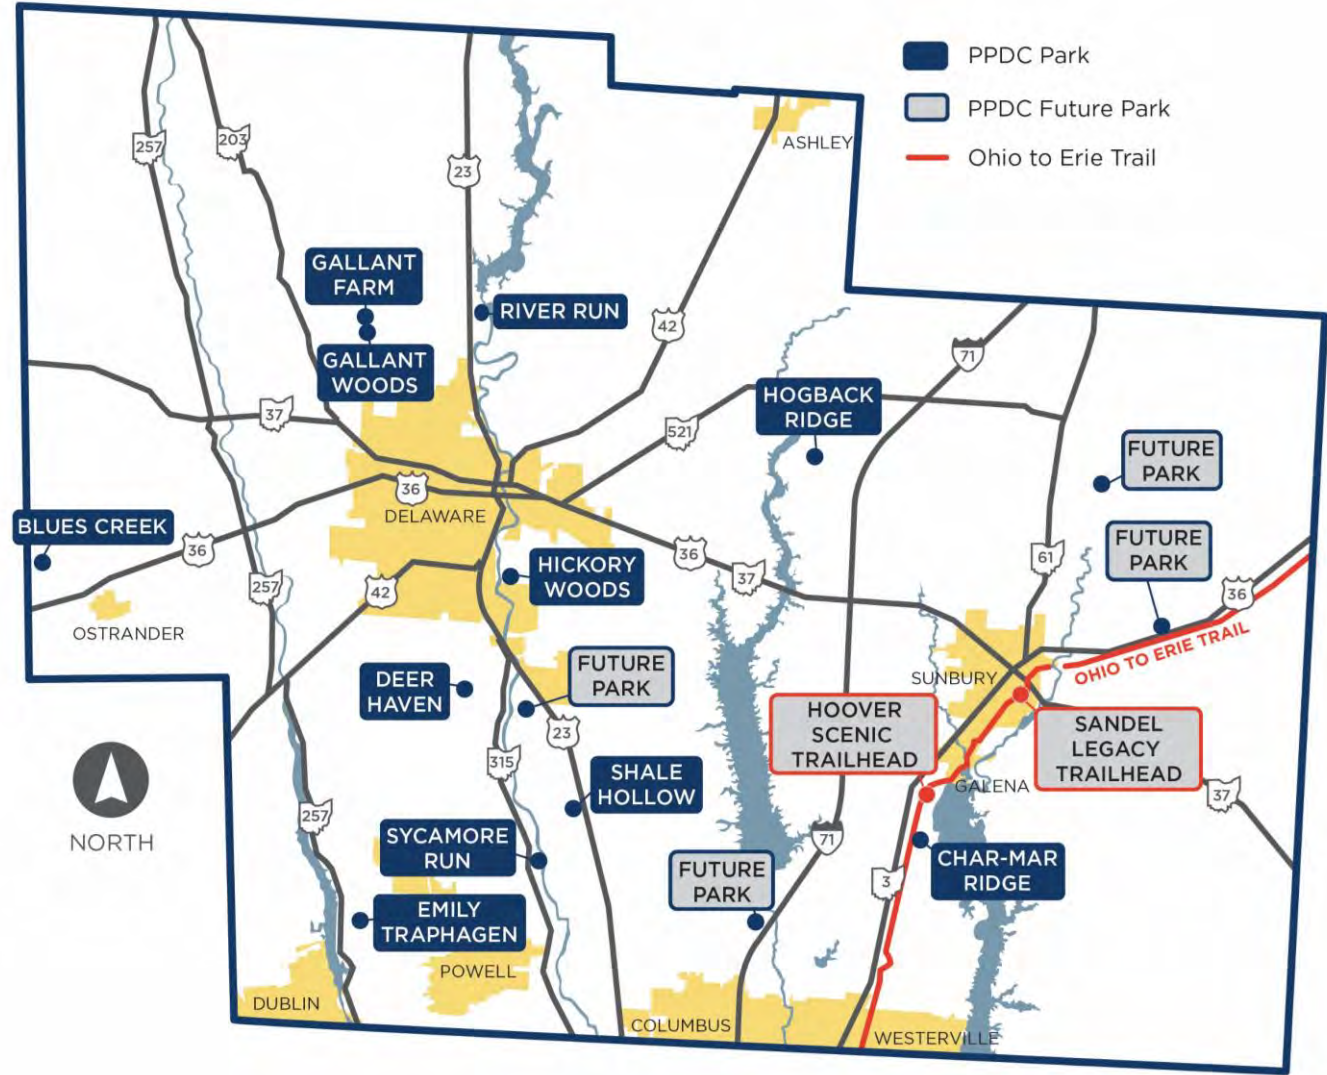 PPDC Park
PPDC Future Park
Ohio to Erie Trail
ASHLEY
257
203
23
GALLANT
FARM
RIVER RUN
GALLANT
WOODS
42
71
37
521
HOGBACK
RIDGE
FUTURE
PARK
36
DELAWARE
BLUES CREEK
36
36
37
61
FUTURE
PARK
36
257
42
HICKORY
WOODS
OSTRANDER
OHIO TO ERIE TRAIL
SUNBURY
DEER
HAVEN
FUTURE
PARK
HOOVER
SCENIC
TRAILHEAD
SANDEL
LEGACY
TRAILHEAD
23
315
SHALE
HOLLOW
GALENA
37
NORTH
257
SYCAMORE
RUN
71
FUTURE
PARK
3
CHAR-MAR
RIDGE
EMILY
TRAPHAGEN
POWELL
DUBLIN
COLUMBUS
WESTERVILLE